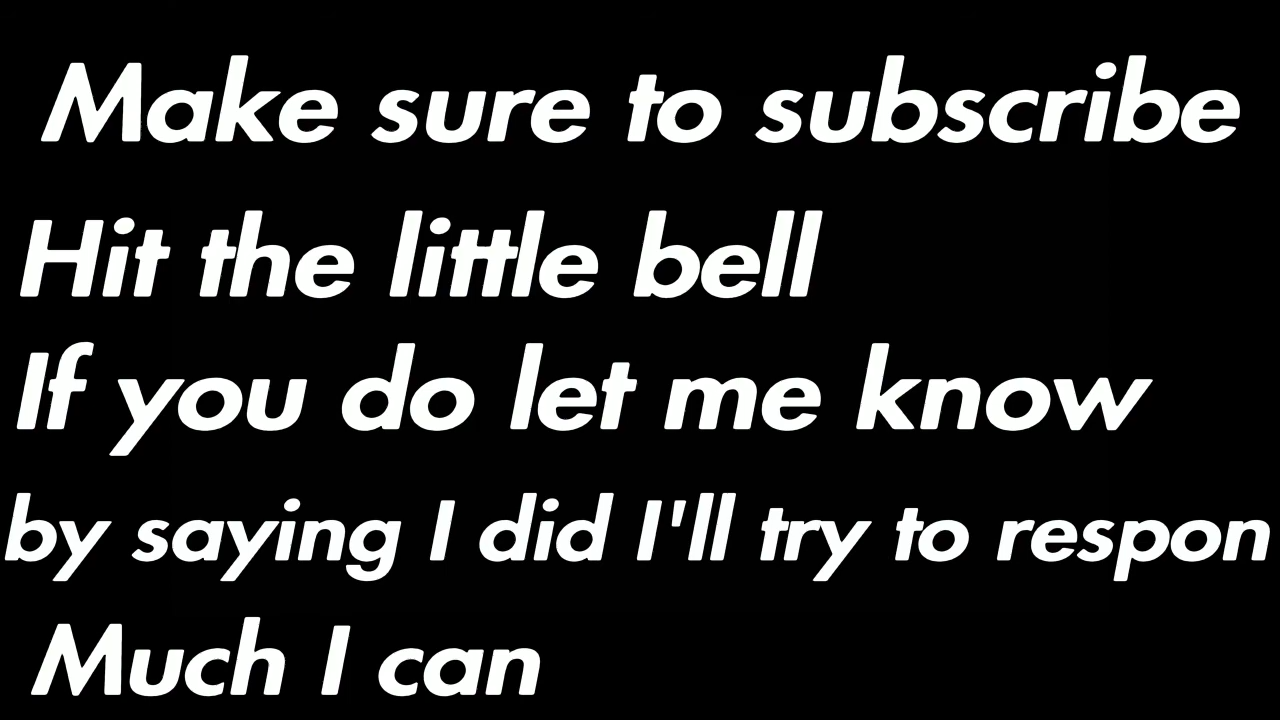 Make sure to subscribe
Hit the little bell
If you do let me know
by saying I did I'll try to respon
Much I can